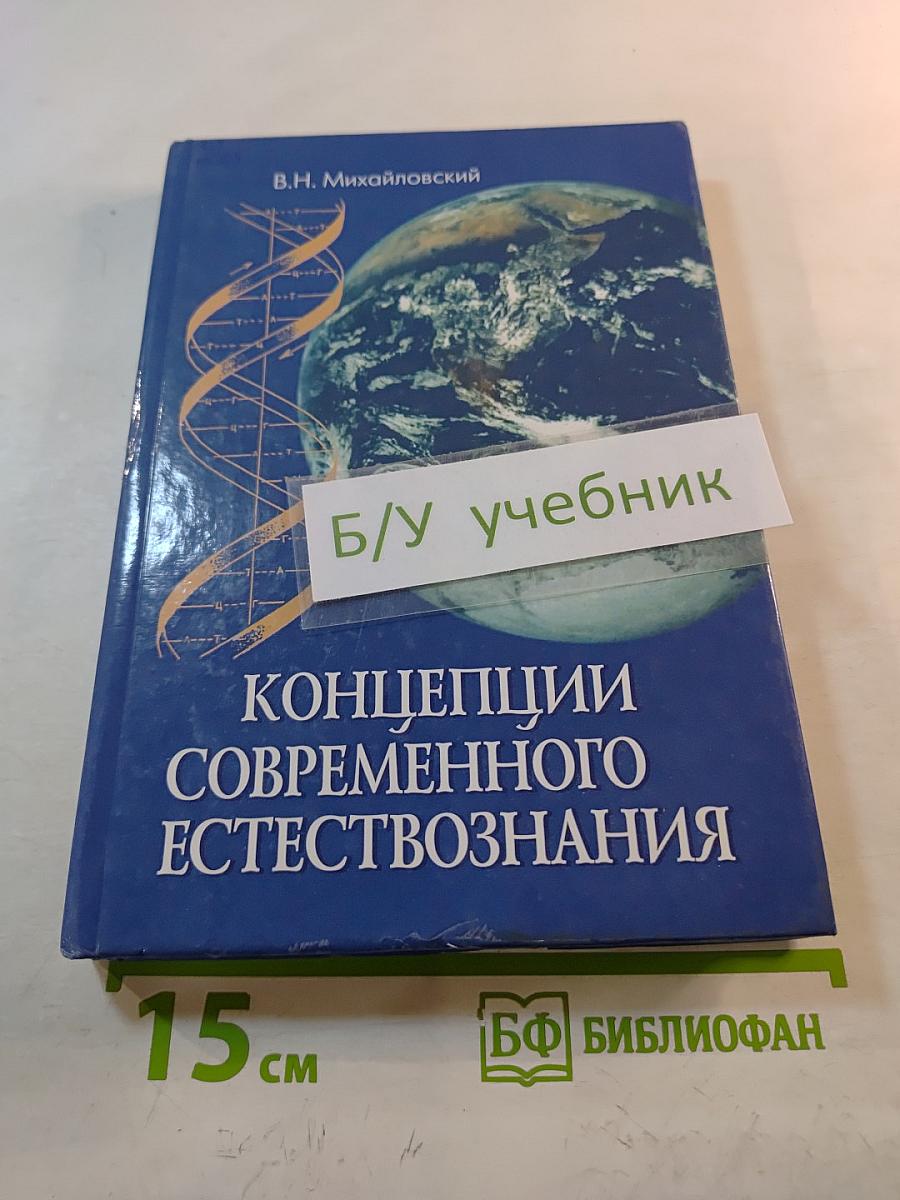 В.Н. Михайловский
Б/У учебник
КОНЦЕПЦИИ
СОВРЕМЕННОГО
ЕСТЕСТВОЗНАНИЯ
15 см
БФ БИБЛИОФАН